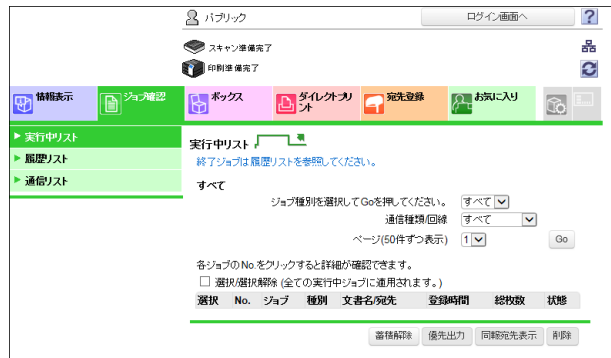 パブリック
ログイン画面へ
?
スキャン準備完了
印刷準備完了
情報表示
ジョブ確認
ボックス
ダイレクトプリント
宛先登録
お気に入り
実行中リスト
履歴リスト
通信リスト
実行中リスト
終了ジョブは履歴リストを参照してください。
すべて
ジョブ種別を選択してGoを押してください。 すべて
通信種類/回線 すべて
ページ(50件ずつ表示) 1 Go
各ジョブのNo.をクリックすると詳細が確認できます。
選択/選択解除 (全ての実行中ジョブに適用されます。)
選択 No. ジョブ 種別 文書名/宛先 登録時間 総枚数 状態
蓄積解除 優先出力 同報宛先表示 削除